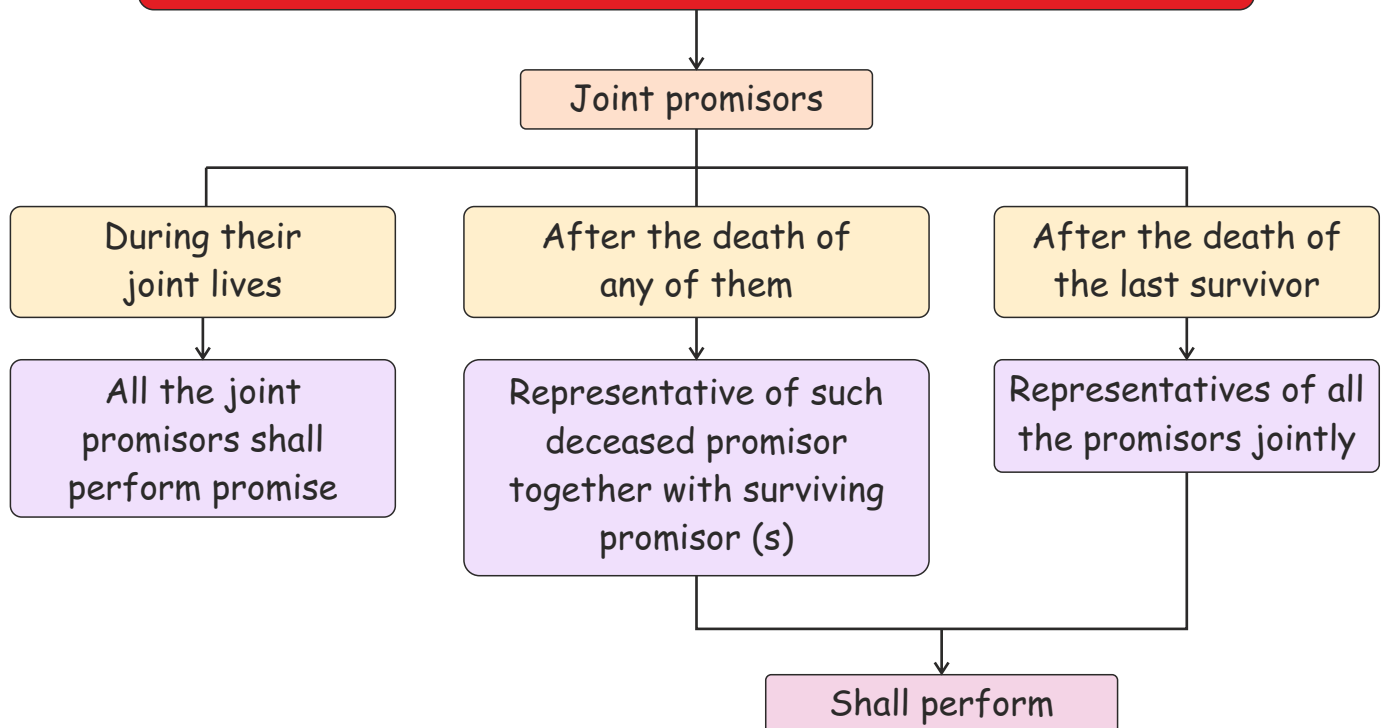 Joint promisors
During their
joint lives
After the death of
any of them
After the death of
the last survivor
All the joint
promisors shall
perform promise
Representative of such
deceased promisor
together with surviving
promisor (s)
Representatives of all
the promisors jointly
Shall perform